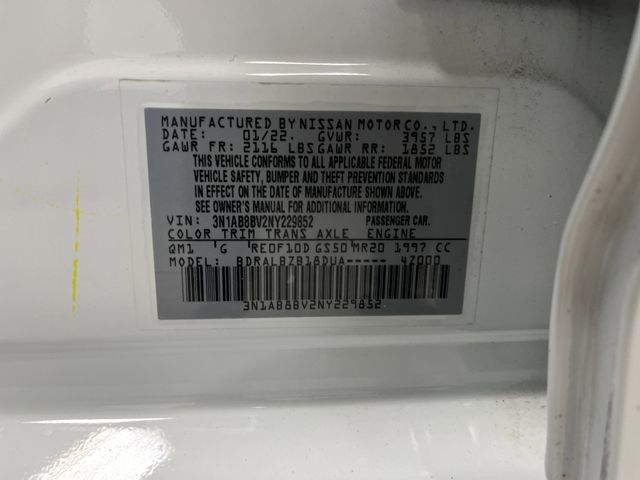 MANUFACTURED BY NISSAN MOTOR CO., LTD.
DATE: 01/22 GVWR: 3957 LBS
GAWR FR: 2116 LBS GAWR RR: 1852 LBS
THIS VEHICLE CONFORMS TO ALL APPLICABLE FEDERAL MOTOR
VEHICLE SAFETY, BUMPER AND THEFT PREVENTION STANDARDS
IN EFFECT ON THE DATE OF MANUFACTURE SHOWN ABOVE.
SEE OWNER'S MANUAL FOR ADDITIONAL INFORMATION.
VIN: 3N1AB8BV2NY229852 PASSENGER CAR.
COLOR TRIM TRANS AXLE ENGINE
QM1 G RE0F10D GS50 MR20 1997 CC
MODEL: BDRALBZB18DUA----- 4Z000
3N1AB8BV2NY229852